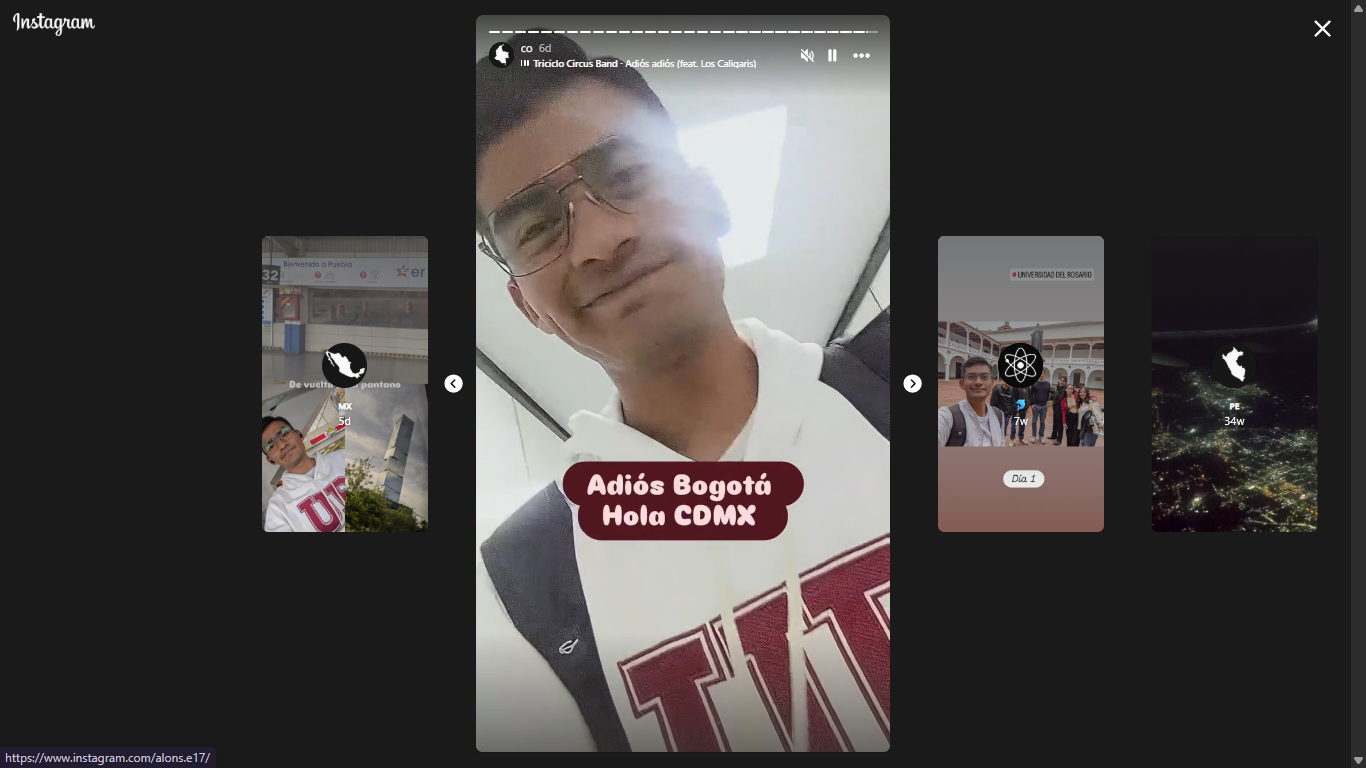 Instagram
co 6d
Triciclo Circus Band · Adiós adiós (feat. Los Caligaris)
Adiós Bogotá
Hola CDMX
32
Bienvenido a Puebla
er
De vuelta pantano
MX
5d
UNIVERSIDAD DEL ROSARIO
7w
Día 1
PE
34w
https://www.instagram.com/alons.e17/